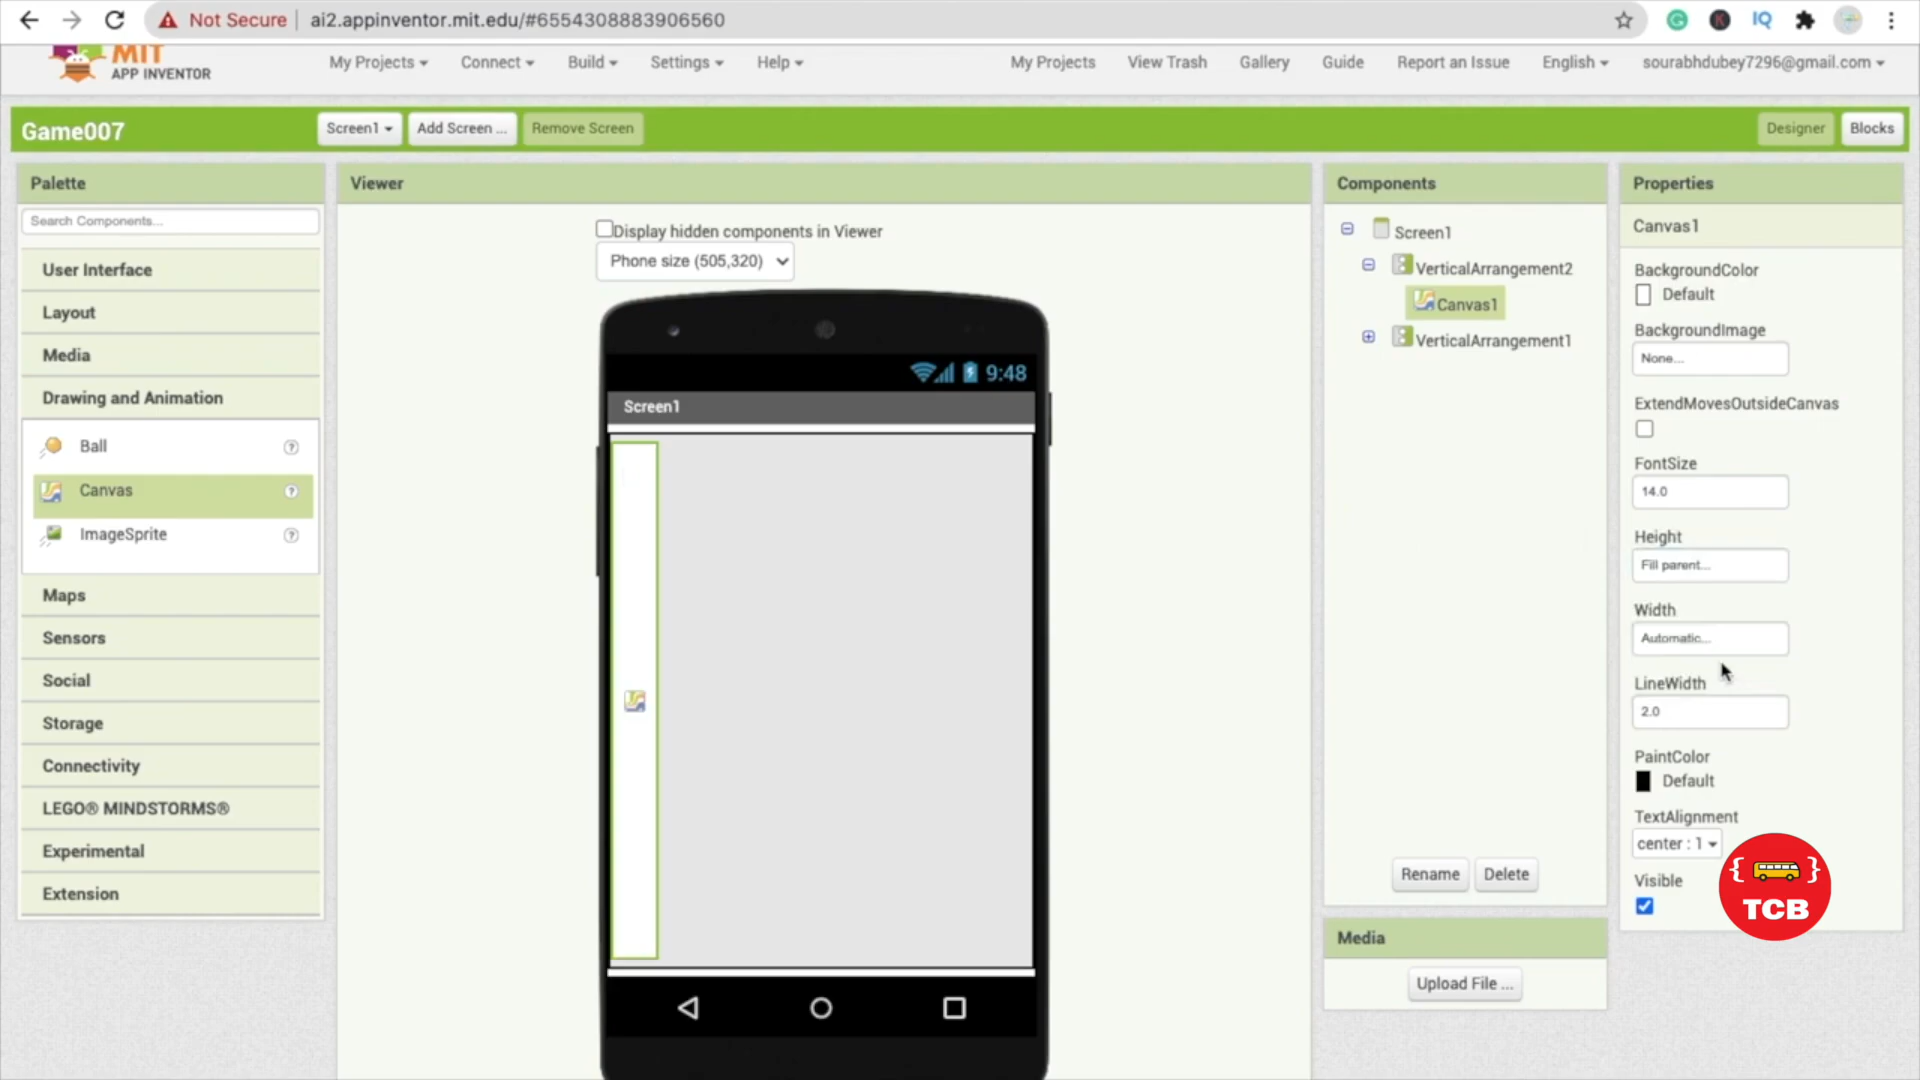 Not Secure
ai2.appinventor.mit.edu/#6554308883906560
IQ
MIT
APP INVENTOR
My Projects
Connect
Build
Settings
Help
My Projects
View Trash
Gallery
Guide
Report an Issue
English
sourabhdubey7296@gmail.com
Game007
Screen1
Add Screen ...
Remove Screen
Designer
Blocks
Palette
Search Components...
User Interface
Layout
Media
Drawing and Animation
Ball
?
Canvas
?
ImageSprite
?
Maps
Sensors
Social
Storage
Connectivity
LEGO® MINDSTORMS®
Experimental
Extension
Viewer
Display hidden components in Viewer
Phone size (505,320)
9:48
Screen1
Components
Screen1
VerticalArrangement2
Canvas1
VerticalArrangement1
Rename
Delete
Media
Upload File ...
Properties
Canvas1
BackgroundColor
Default
BackgroundImage
None...
ExtendMovesOutsideCanvas
FontSize
14.0
Height
Fill parent...
Width
Automatic...
LineWidth
2.0
PaintColor
Default
TextAlignment
center : 1
Visible
{ }
TCB